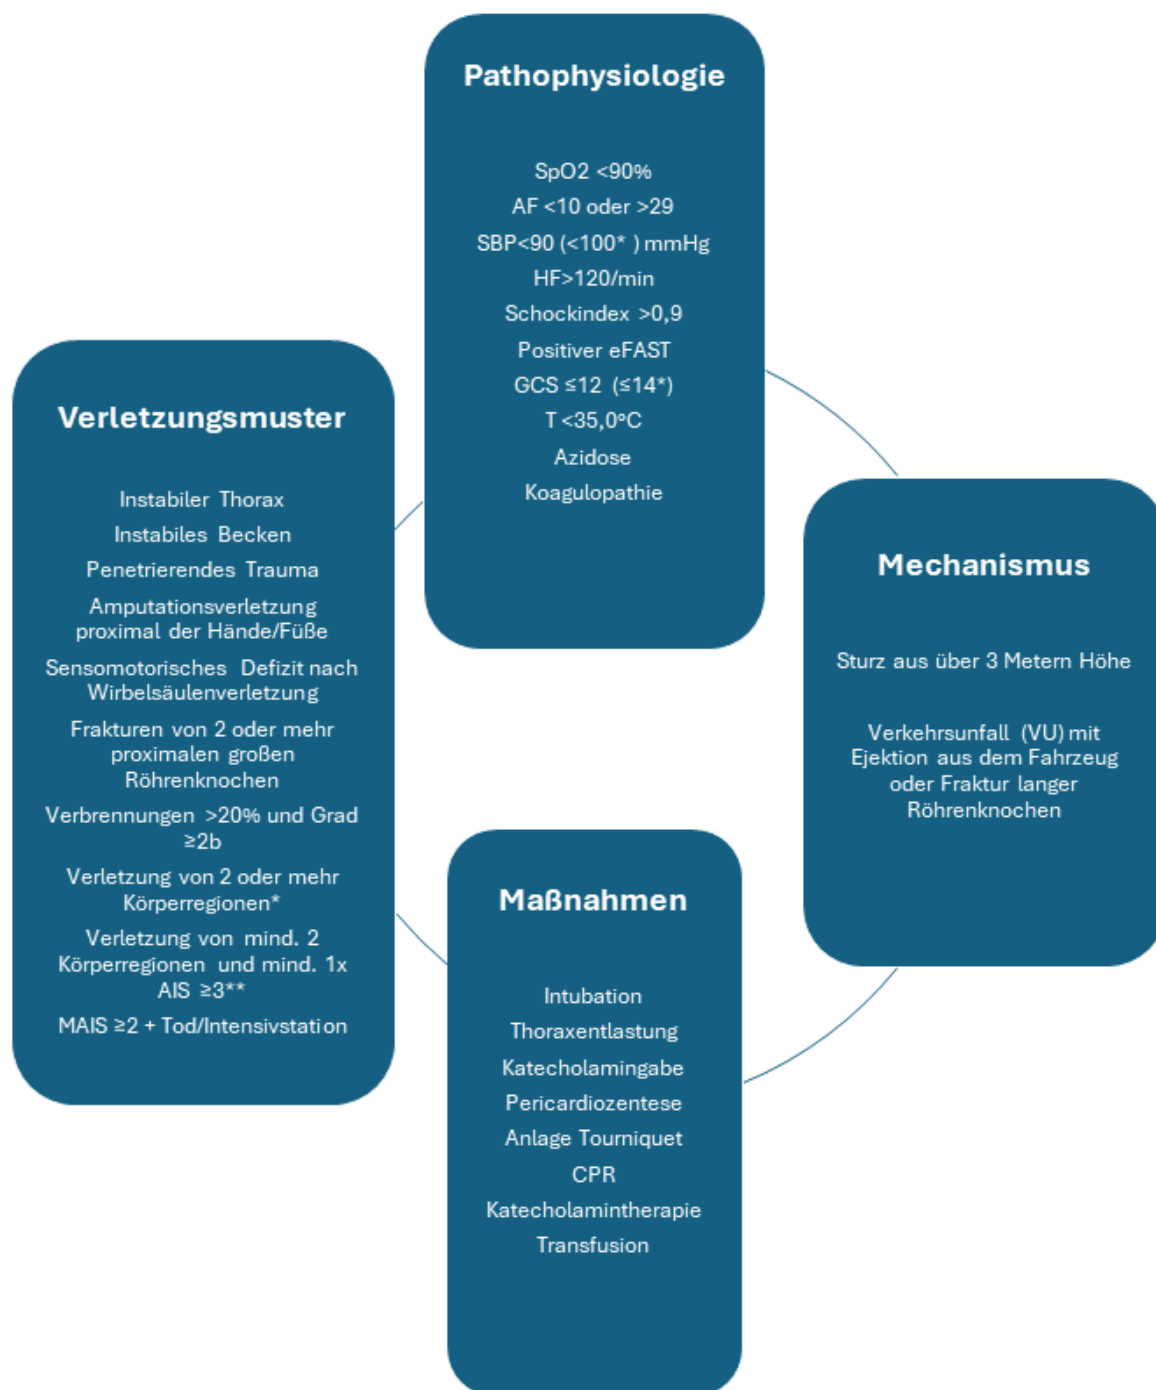 Pathophysiologie
SpO2 <90%
AF <10 oder >29
SBP<90 (<100* ) mmHg
HF>120/min
Schockindex >0,9
Positiver eFAST
GCS ≤12 (≤14*)
T <35,0°C
Azidose
Koagulopathie
Verletzungsmuster
Instabiler Thorax
Instabiles Becken
Penetrierendes Trauma
Amputationsverletzung
proximal der Hände/Füße
Sensomotorisches Defizit nach
Wirbelsäulenverletzung
Frakturen von 2 oder mehr
proximalen großen
Röhrenknochen
Verbrennungen >20% und Grad
≥2b
Verletzung von 2 oder mehr
Körperregionen*
Verletzung von mind. 2
Körperregionen und mind. 1x
AIS ≥3**
MAIS ≥2 + Tod/Intensivstation
Mechanismus
Sturz aus über 3 Metern Höhe
Verkehrsunfall (VU) mit
Ejektion aus dem Fahrzeug
oder Fraktur langer
Röhrenknochen
Maßnahmen
Intubation
Thoraxentlastung
Katecholamingabe
Pericardiozentese
Anlage Tourniquet
CPR
Katecholamintherapie
Transfusion